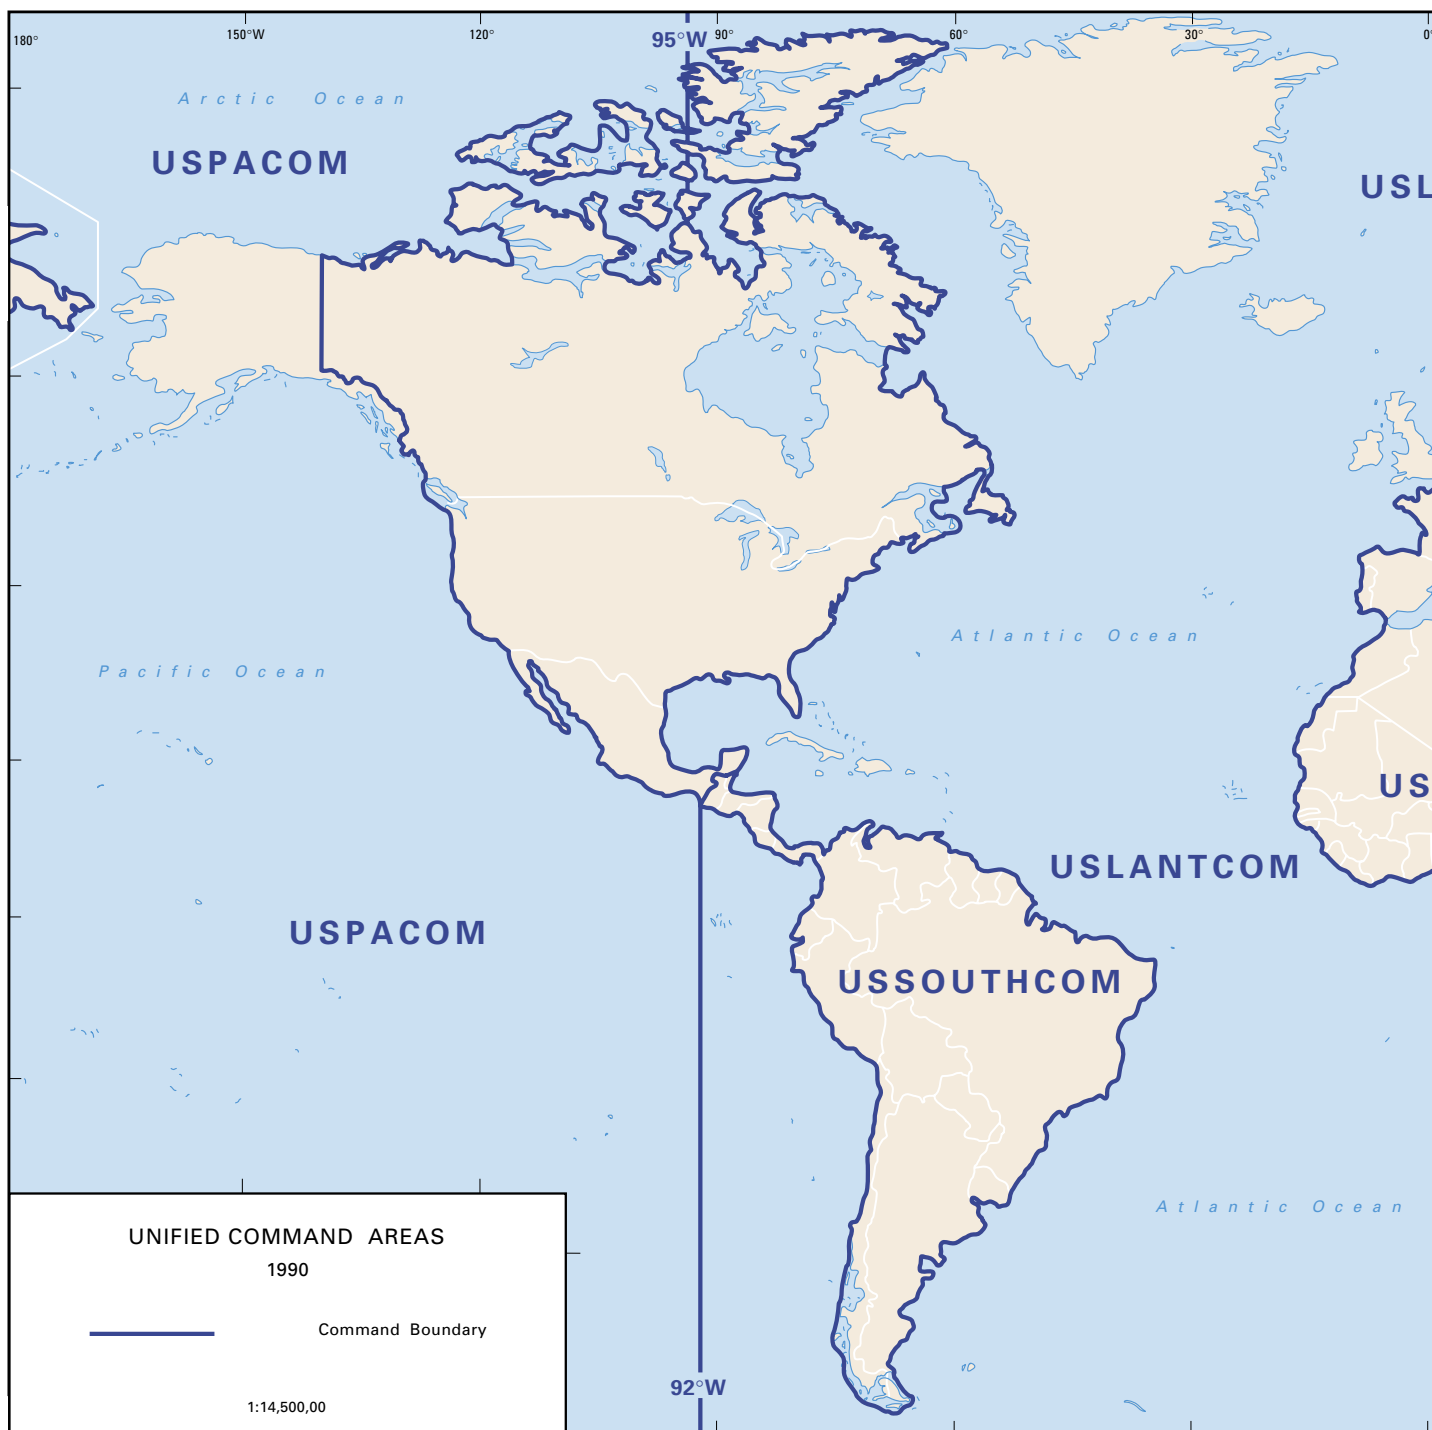 180°
150°W
120°
95°W
90°
60°
30°
0°
Arctic Ocean
USPACOM
USL
Atlantic Ocean
Pacific Ocean
US
USLANTCOM
USPACOM
USSOUTHCOM
Atlantic Ocean
UNIFIED COMMAND AREAS
1990
Command Boundary
92°W
1:14,500,00